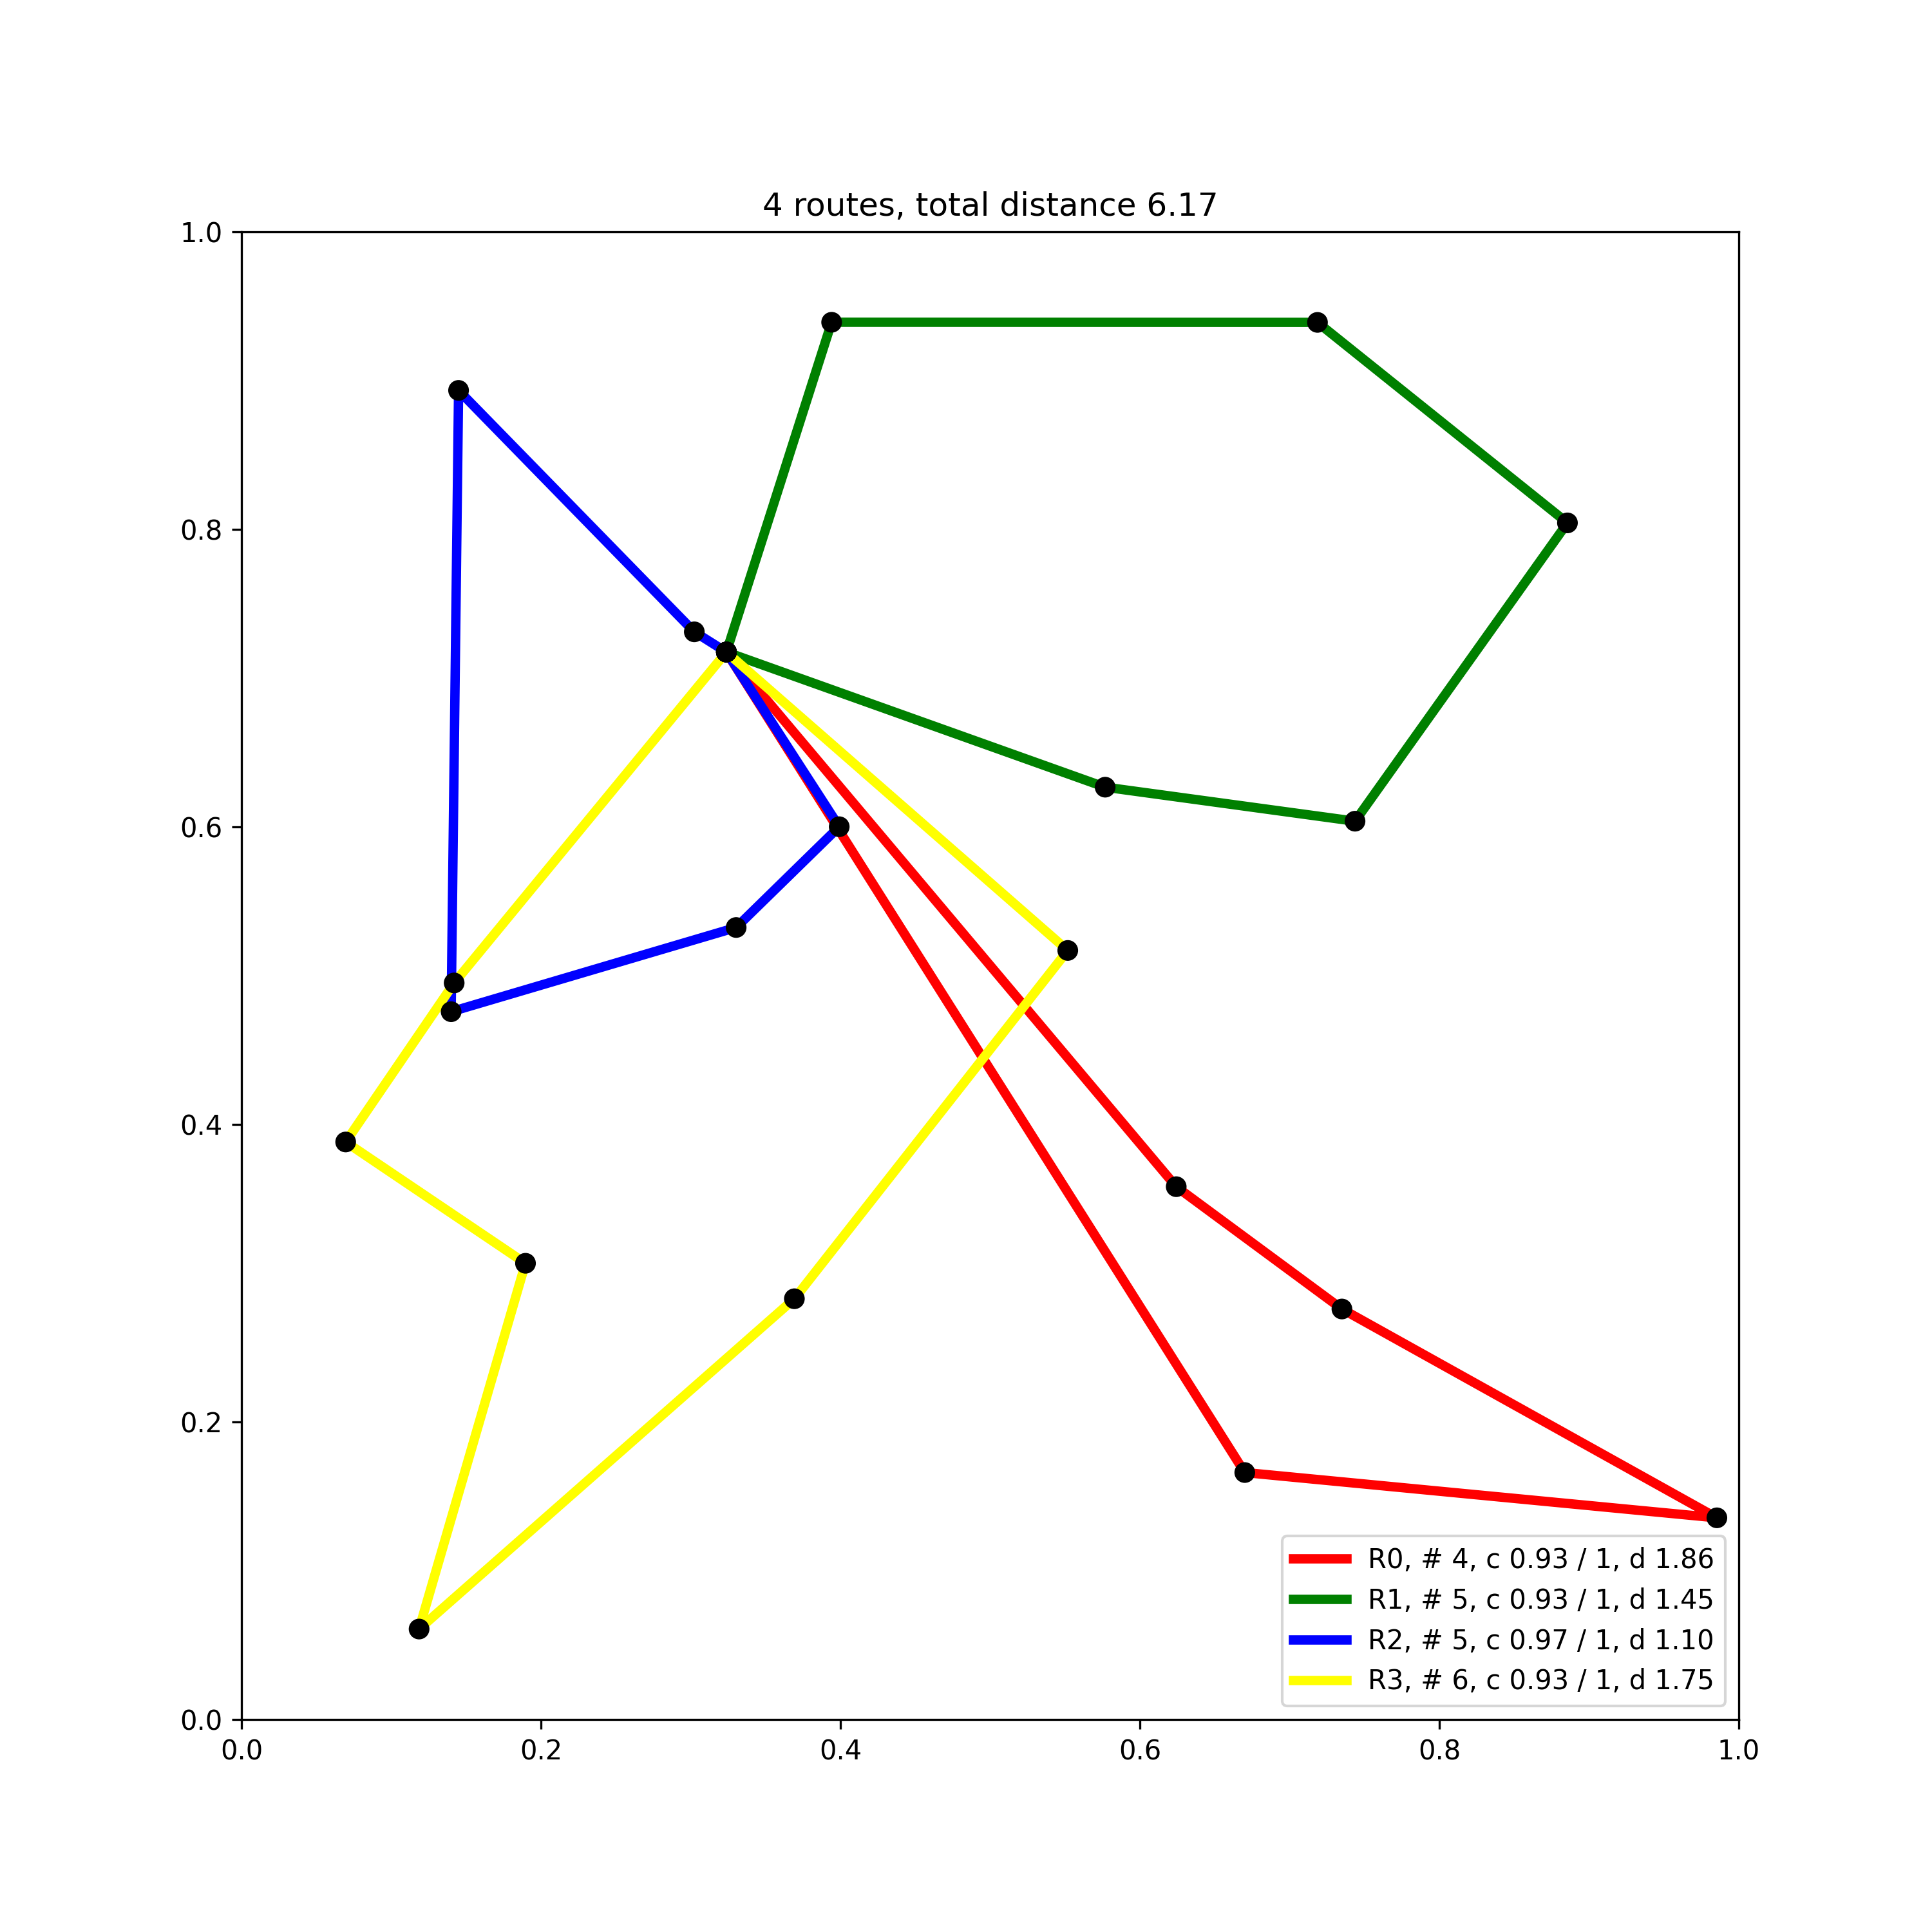 4 routes, total distance 6.17
1.0
0.8
0.6
0.4
0.2
0.0
0.0 0.2 0.4 0.6 0.8 1.0
R0, # 4, c 0.93 / 1, d 1.86
R1, # 5, c 0.93 / 1, d 1.45
R2, # 5, c 0.97 / 1, d 1.10
R3, # 6, c 0.93 / 1, d 1.75